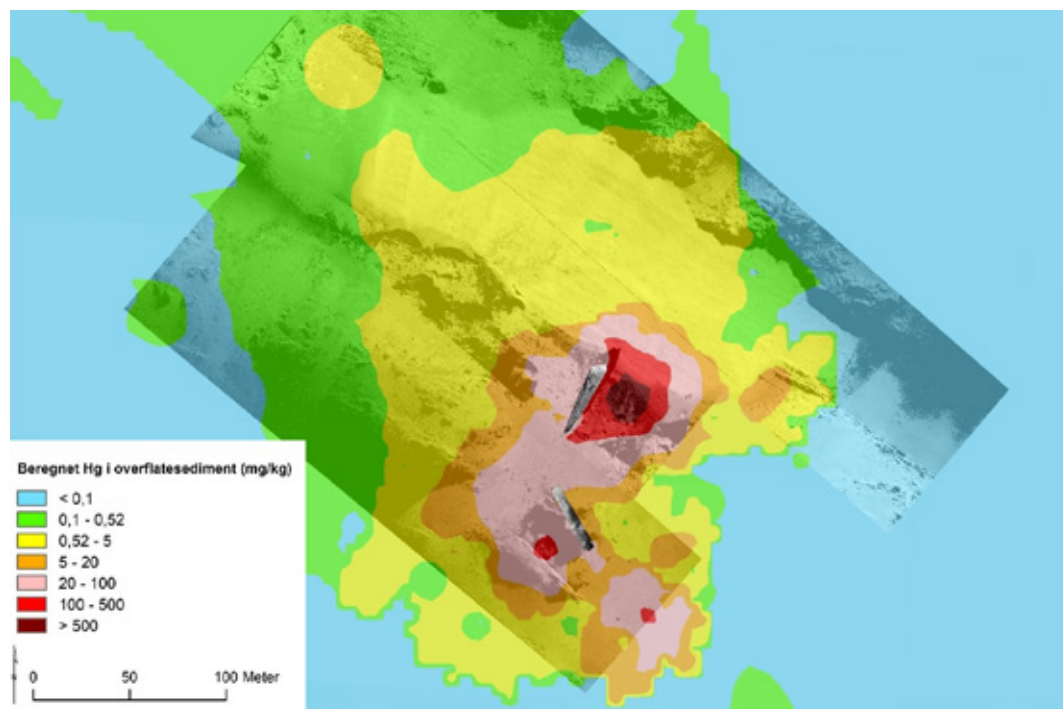 Beregnet Hg i overflatesediment (mg/kg)
< 0,1
0,1 - 0,52
0,52 - 5
5 - 20
20 - 100
100 - 500
> 500
0 50 100 Meter